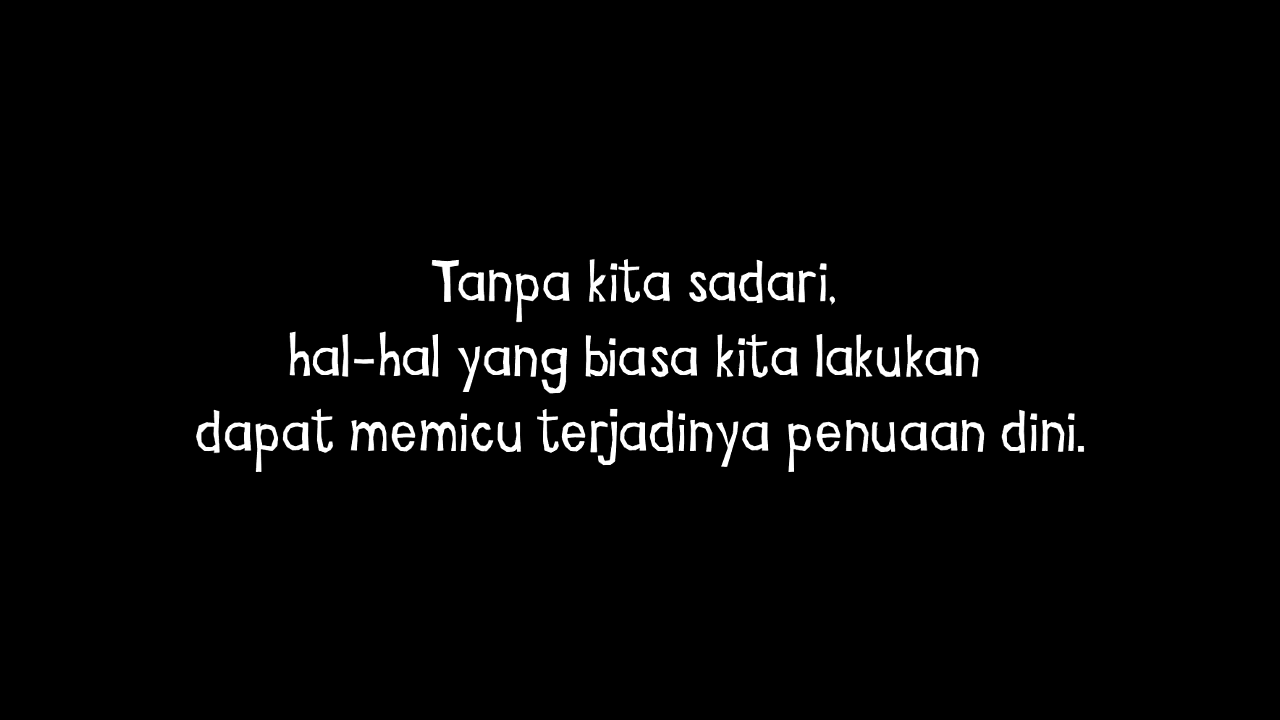 Tanpa kita sadari,
hal-hal yang biasa kita lakukan
dapat memicu terjadinya penuaan dini.